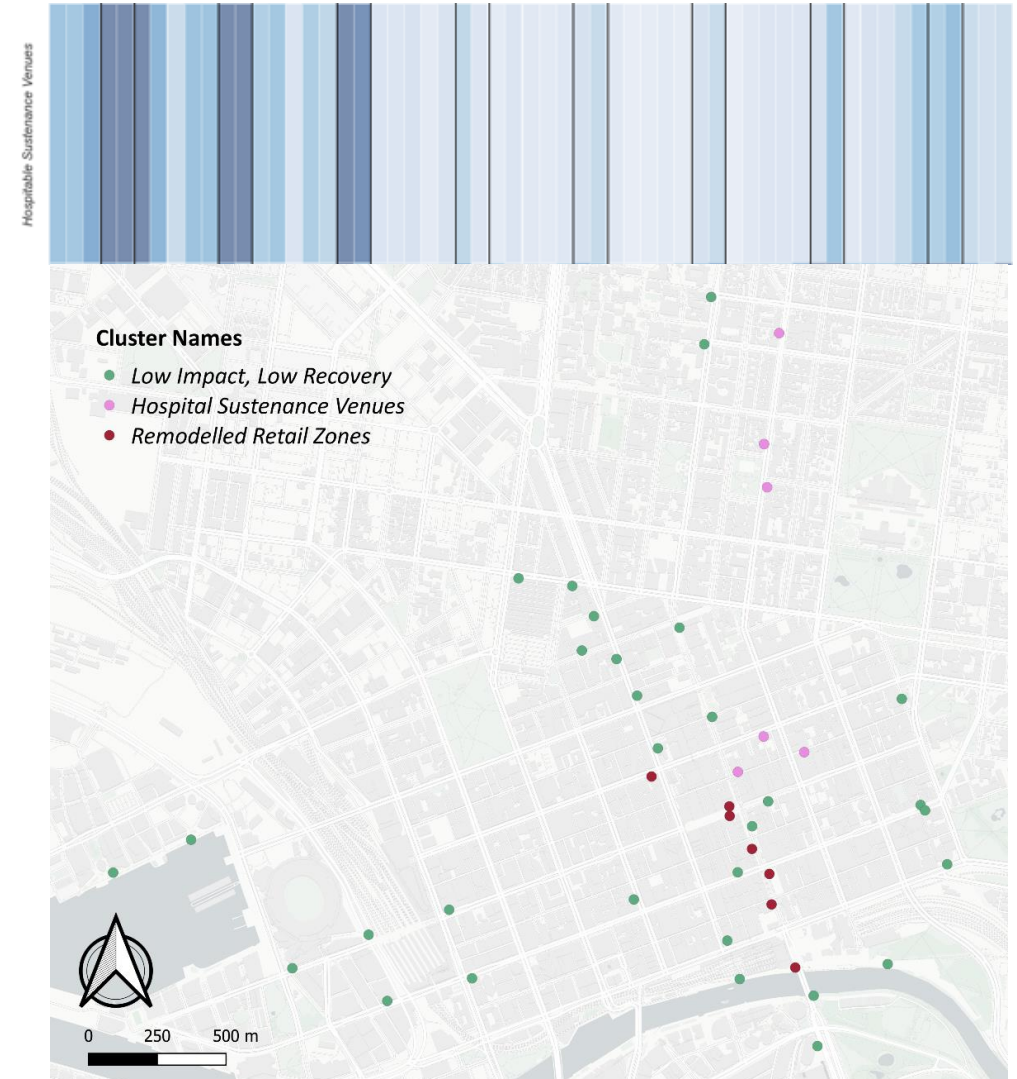 Hospitable Sustenance Venues
Cluster Names
Low Impact, Low Recovery
Hospital Sustenance Venues
Remodelled Retail Zones
0 250 500 m